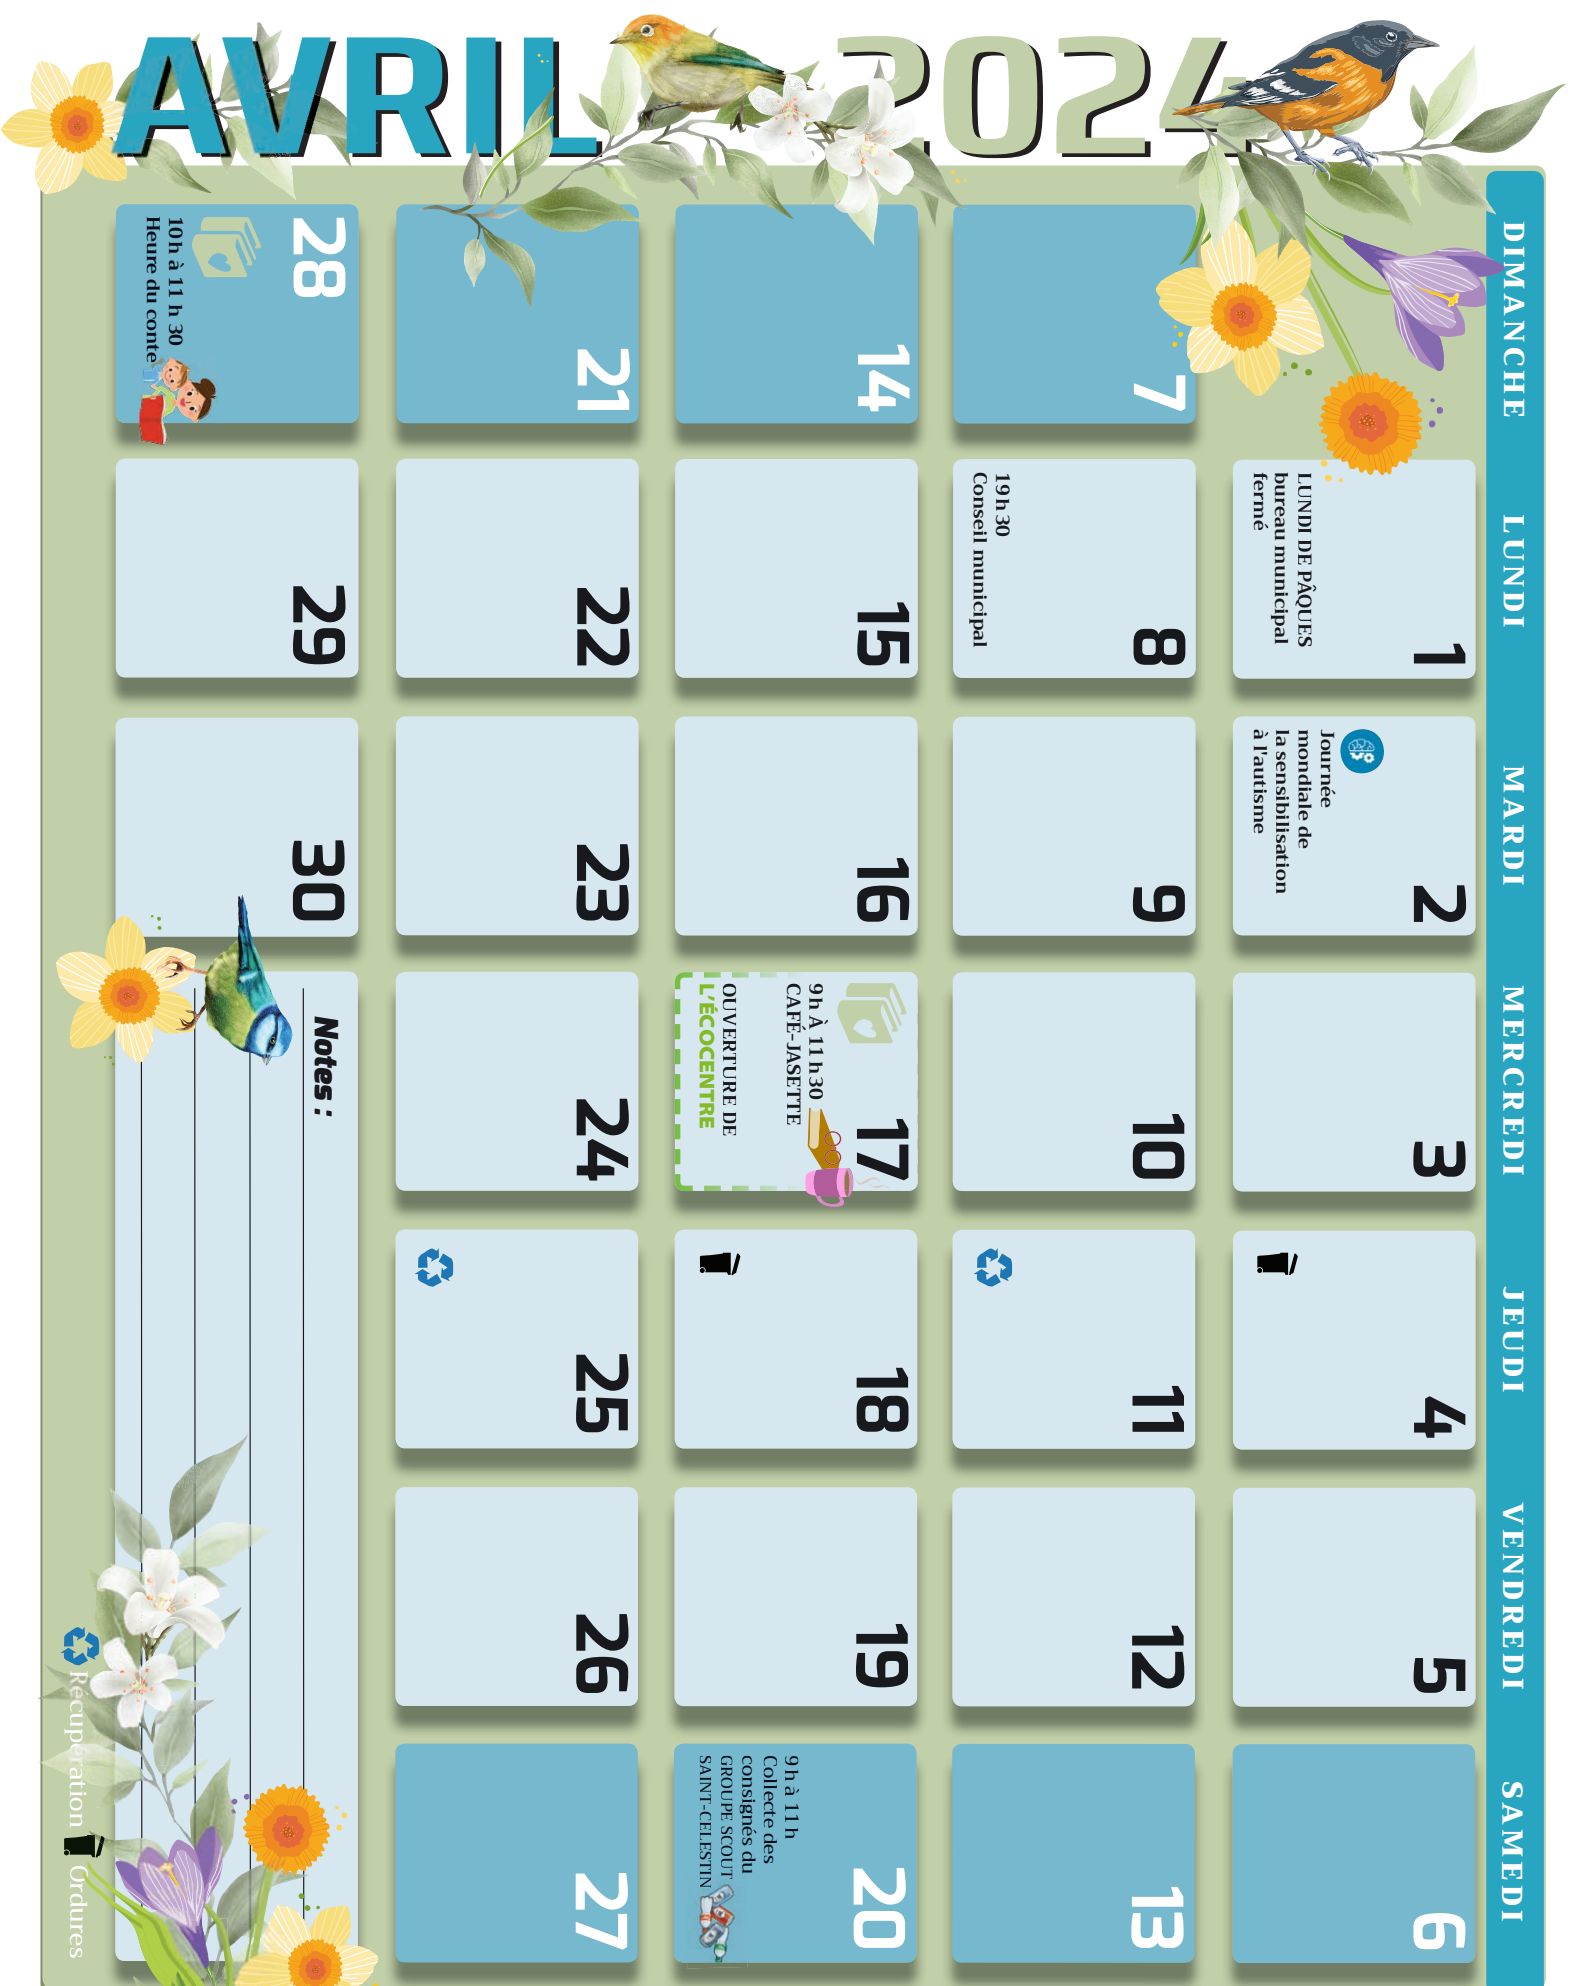 AVRIL 2024
DIMANCHE
LUNDI
MARDI
MERCREDI
JEUDI
VENDREDI
SAMEDI
1
LUNDI DE PÂQUES
bureau municipal
fermé
2
Journée
mondiale de
la sensibilisation
à l'autisme
3
4
5
6
7
8
19 h 30
Conseil municipal
9
10
11
12
13
14
15
16
17
9 h À 11 h 30
CAFÉ-JASETTE
OUVERTURE DE
L'ÉCOCENTRE
18
19
20
9 h à 11 h
Collecte des
consignés du
GROUPE SCOUT
SAINT-CELESTIN
21
22
23
24
25
26
27
28
10 h à 11 h 30
Heure du conte
29
30
Notes :
Récupération
Ordures